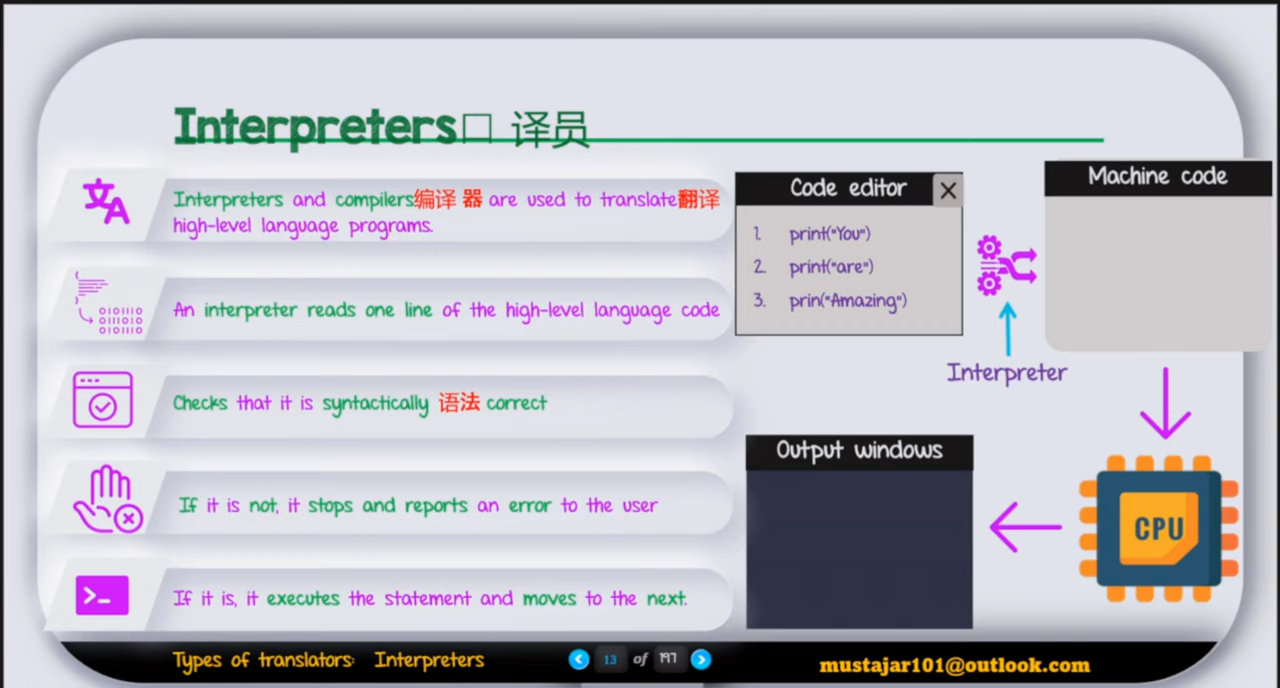 Interpreters□ 译员
Interpreters and compilers编译 器 are used to translate翻译
high-level language programs.
An interpreter reads one line of the high-level language code
Checks that it is syntactically 语法 correct
If it is not, it stops and reports an error to the user
If it is, it executes the statement and moves to the next.
Code editor
1. print("You")
2. print("are")
3. prin("Amazing")
Interpreter
Machine code
CPU
Output windows
文A
010110
011010
010110
>_
Types of translators: Interpreters
13 of 197
mustajar101@outlook.com